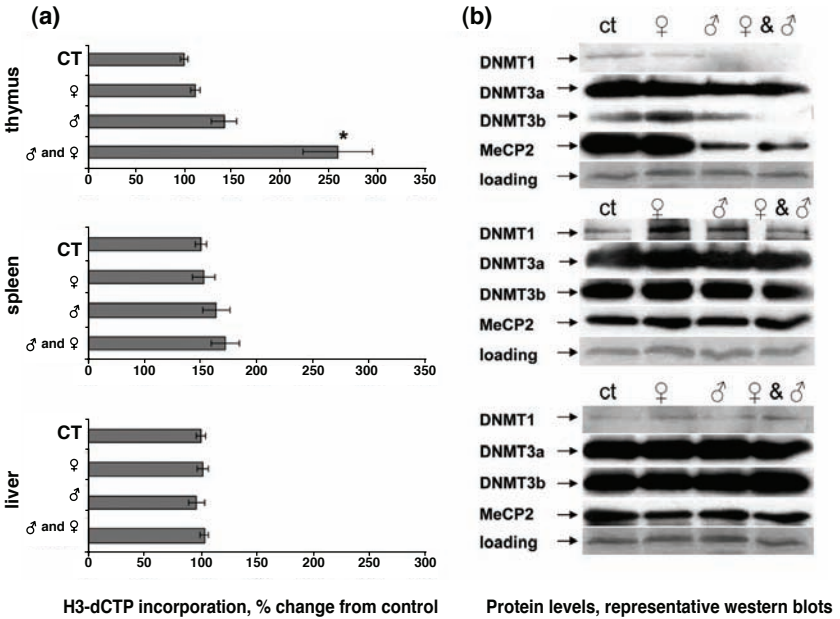 (a)
thymus
CT
♀
♂
♂ and ♀
0 50 100 150 200 250 300 350
*
spleen
CT
♀
♂
♂ and ♀
0 50 100 150 200 250 300
liver
CT
♀
♂
♂ and ♀
0 50 100 150 200 250 300
H3-dCTP incorporation, % change from control
(b)
ct ♀ ♂ ♀ & ♂
DNMT1
DNMT3a
DNMT3b
MeCP2
loading
ct ♀ ♂ ♀ & ♂
DNMT1
DNMT3a
DNMT3b
MeCP2
loading
ct ♀ ♂ ♀ & ♂
DNMT1
DNMT3a
DNMT3b
MeCP2
loading
Protein levels, representative western blots